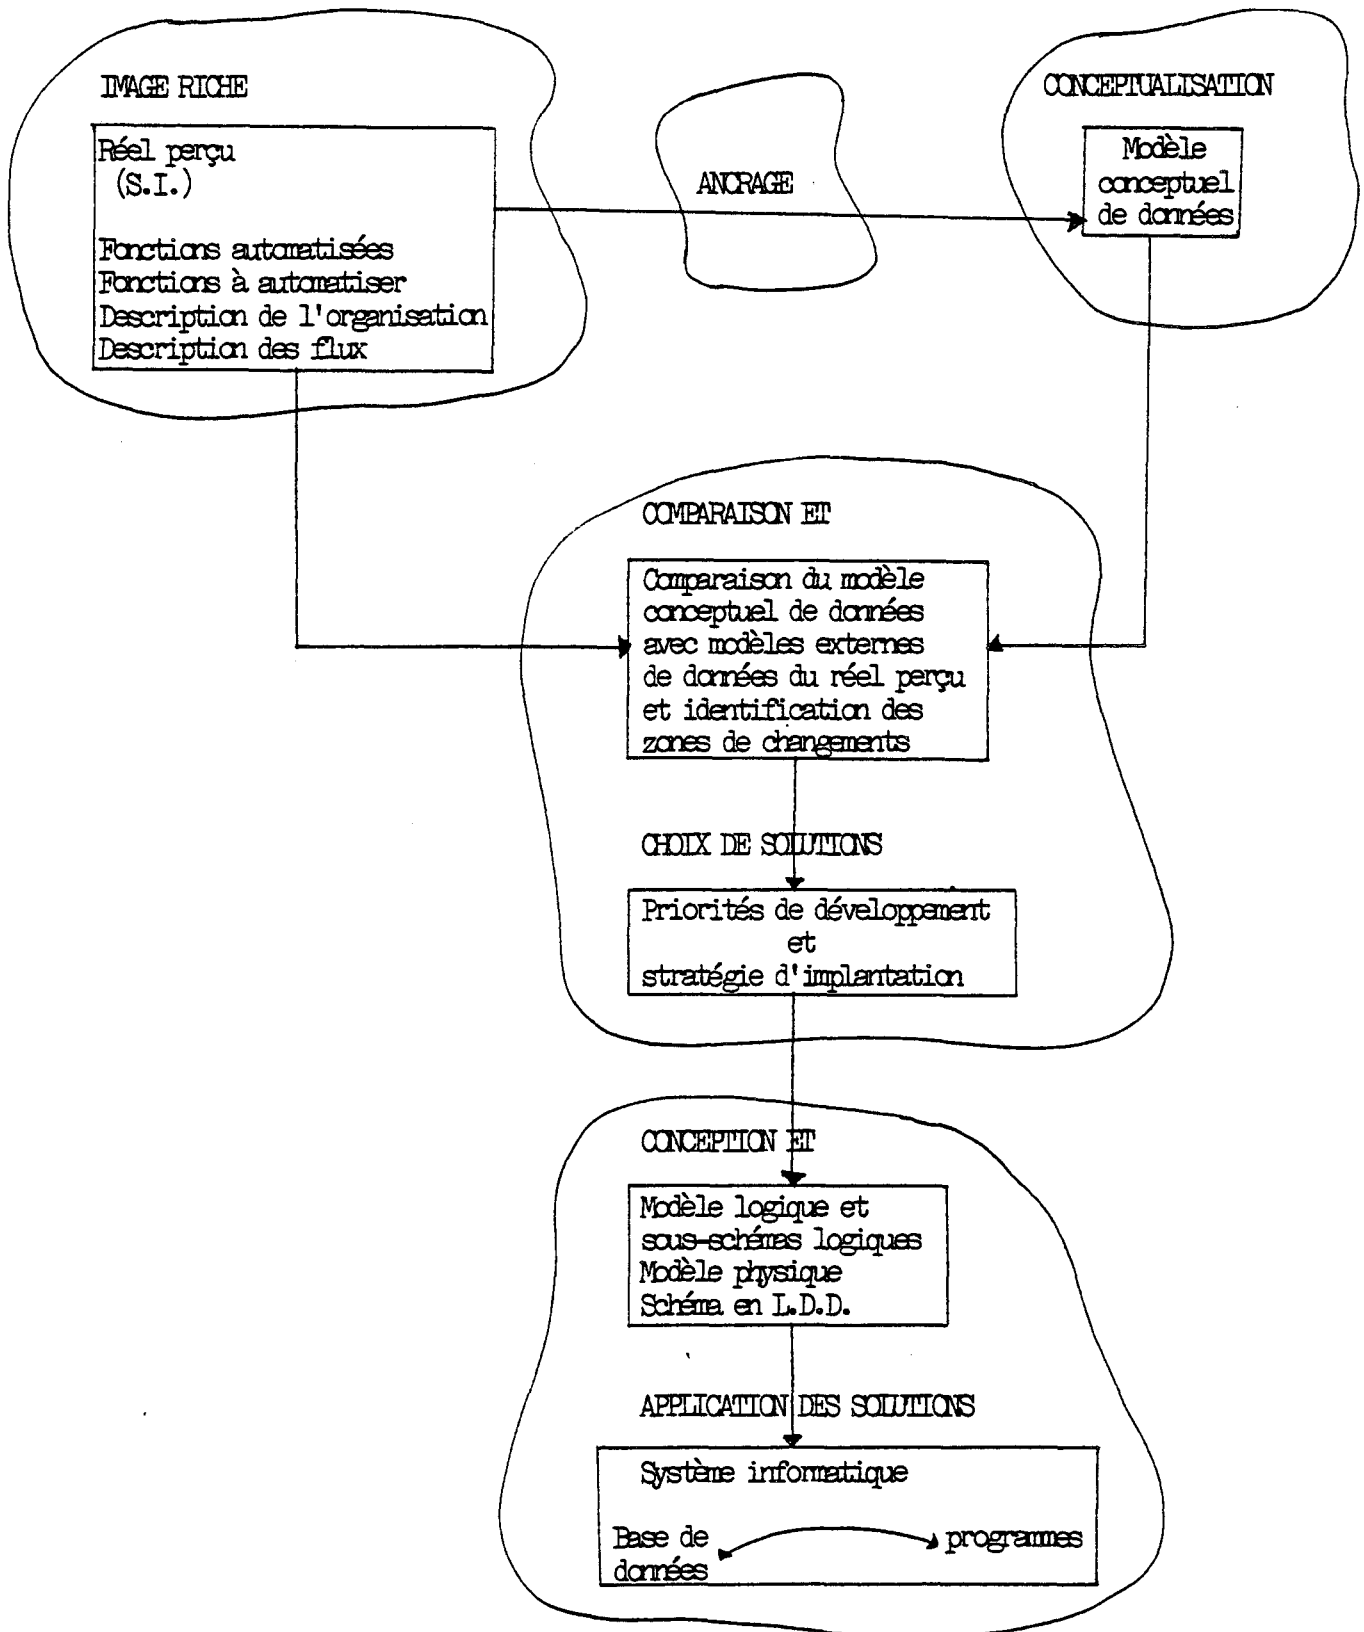 IMAGE RICHE
Réel perçu
(S.I.)
Fonctions automatisées
Fonctions à automatiser
Description de l'organisation
Description des flux
ANCRAGE
CONCEPTUALISATION
Modèle
conceptuel
de données
COMPARAISON ET
Comparaison du modèle
conceptuel de données
avec modèles externes
de données du réel perçu
et identification des
zones de changements
CHOIX DE SOLUTIONS
Priorités de développement
et
stratégie d'implantation
CONCEPTION ET
Modèle logique et
sous-schémas logiques
Modèle physique
Schéma en L.D.D.
APPLICATION DES SOLUTIONS
Système informatique
Base de
données
programmes